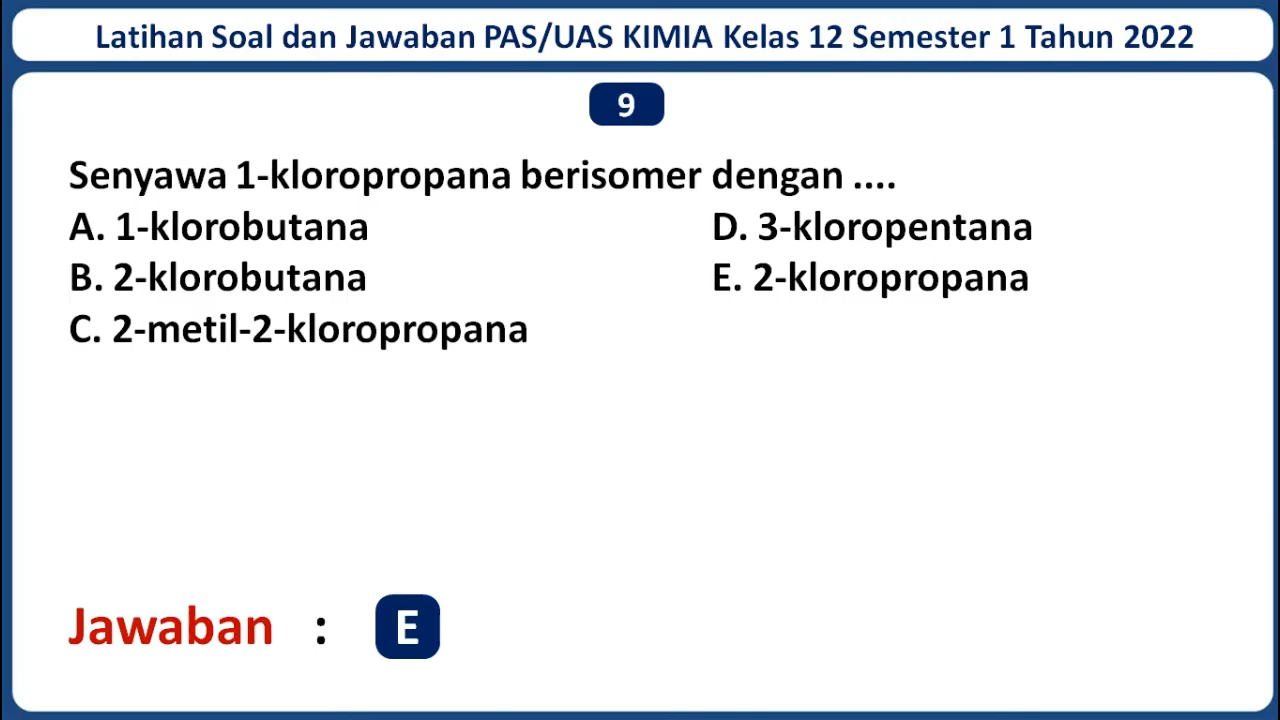 Latihan Soal dan Jawaban PAS/UAS KIMIA Kelas 12 Semester 1 Tahun 2022
9
Senyawa 1-kloropropana berisomer dengan ....
A. 1-klorobutana
B. 2-klorobutana
C. 2-metil-2-kloropropana
D. 3-kloropentana
E. 2-kloropropana
Jawaban : E